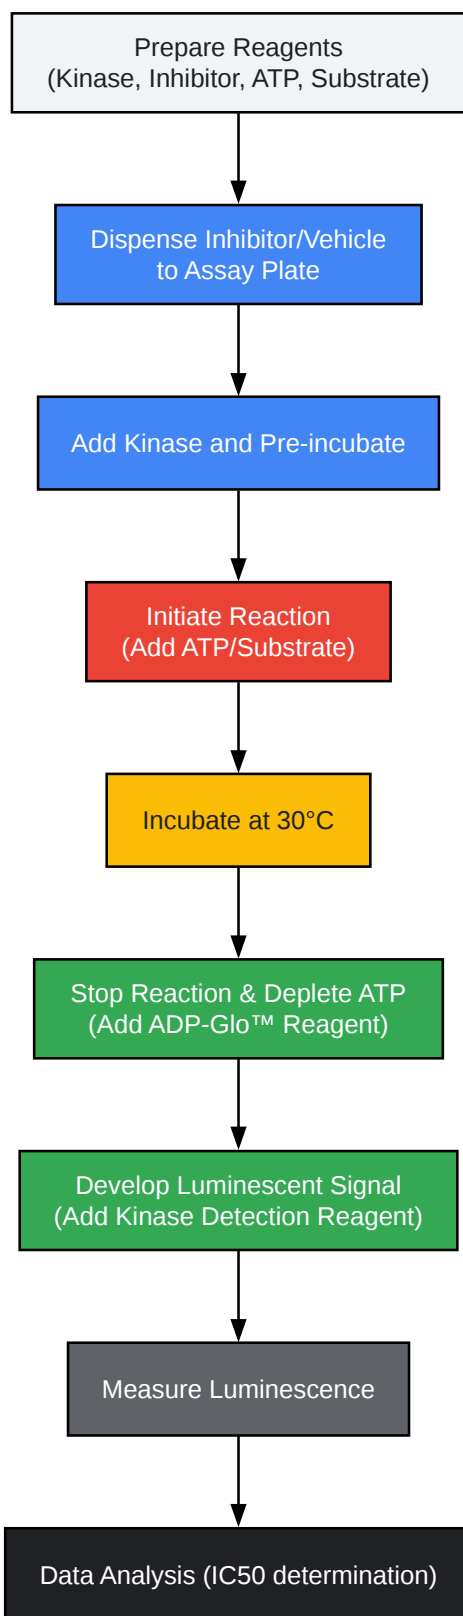 Prepare Reagents
(Kinase, Inhibitor, ATP, Substrate)
Dispense Inhibitor/Vehicle
to Assay Plate
Add Kinase and Pre-incubate
Initiate Reaction
(Add ATP/Substrate)
Incubate at 30°C
Stop Reaction & Deplete ATP
(Add ADP-Glo™ Reagent)
Develop Luminescent Signal
(Add Kinase Detection Reagent)
Measure Luminescence
Data Analysis (IC50 determination)